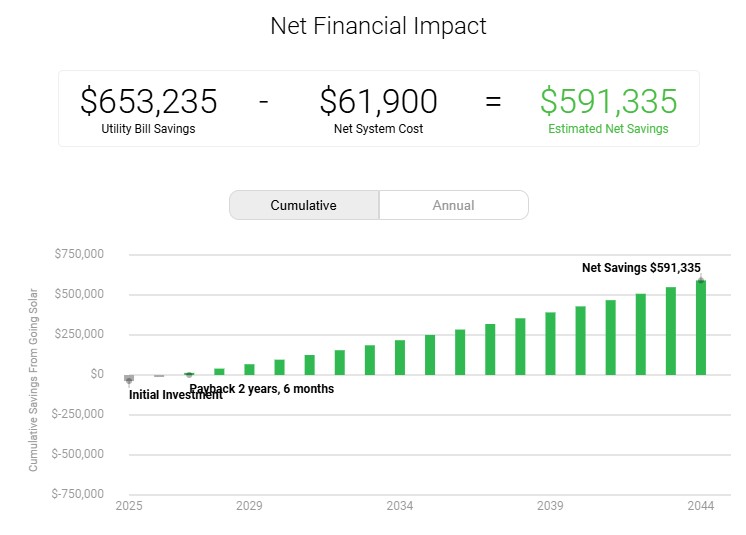 Net Financial Impact
$653,235 - $61,900 = $591,335
Utility Bill Savings Net System Cost Estimated Net Savings
Cumulative Annual
Cumulative Savings From Going Solar
$750,000
Net Savings $591,335
$500,000
$250,000
$0
Payback 2 years, 6 months
Initial Investment
$-250,000
$-500,000
$-750,000
2025 2029 2034 2039 2044